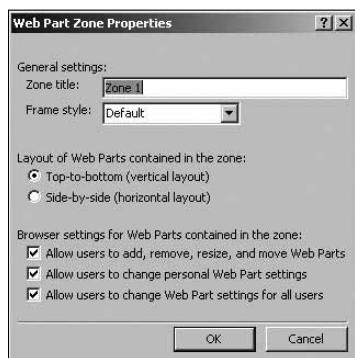 Web Part Zone Properties
General settings:
Zone title: Zone 1
Frame style: Default
Layout of Web Parts contained in the zone:
Top-to-bottom (vertical layout)
Side-by-side (horizontal layout)
Browser settings for Web Parts contained in the zone:
Allow users to add, remove, resize, and move Web Parts
Allow users to change personal Web Part settings
Allow users to change Web Part settings for all users
OK Cancel